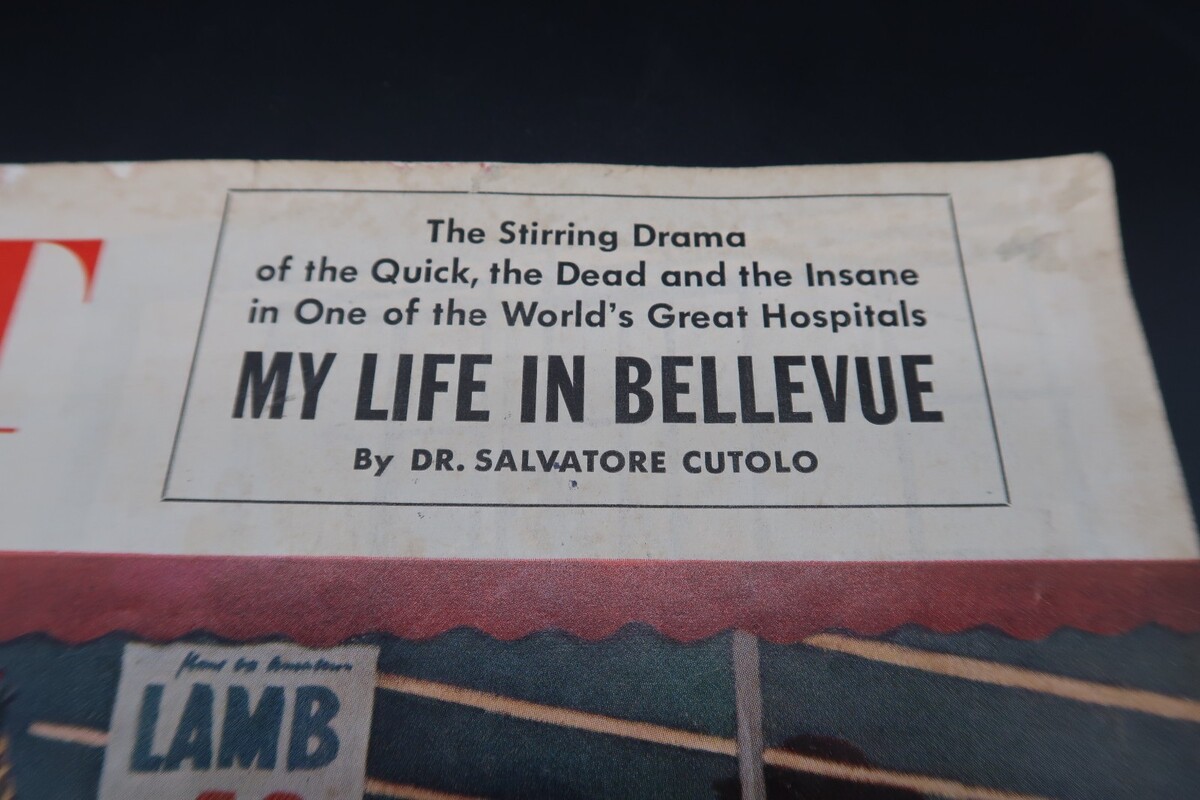 T
The Stirring Drama
of the Quick, the Dead and the Insane
in One of the World's Great Hospitals
MY LIFE IN BELLEVUE
By DR. SALVATORE CUTOLO
LAMB